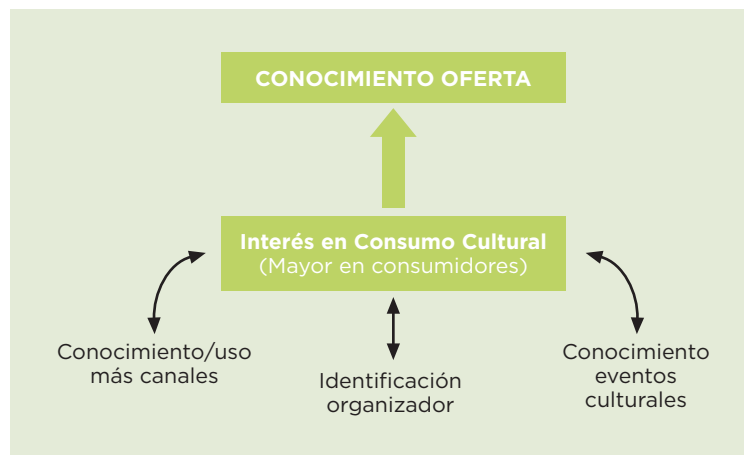 CONOCIMIENTO OFERTA
Interés en Consumo Cultural
(Mayor en consumidores)
Conocimiento/uso
más canales
Identificación
organizador
Conocimiento
eventos
culturales